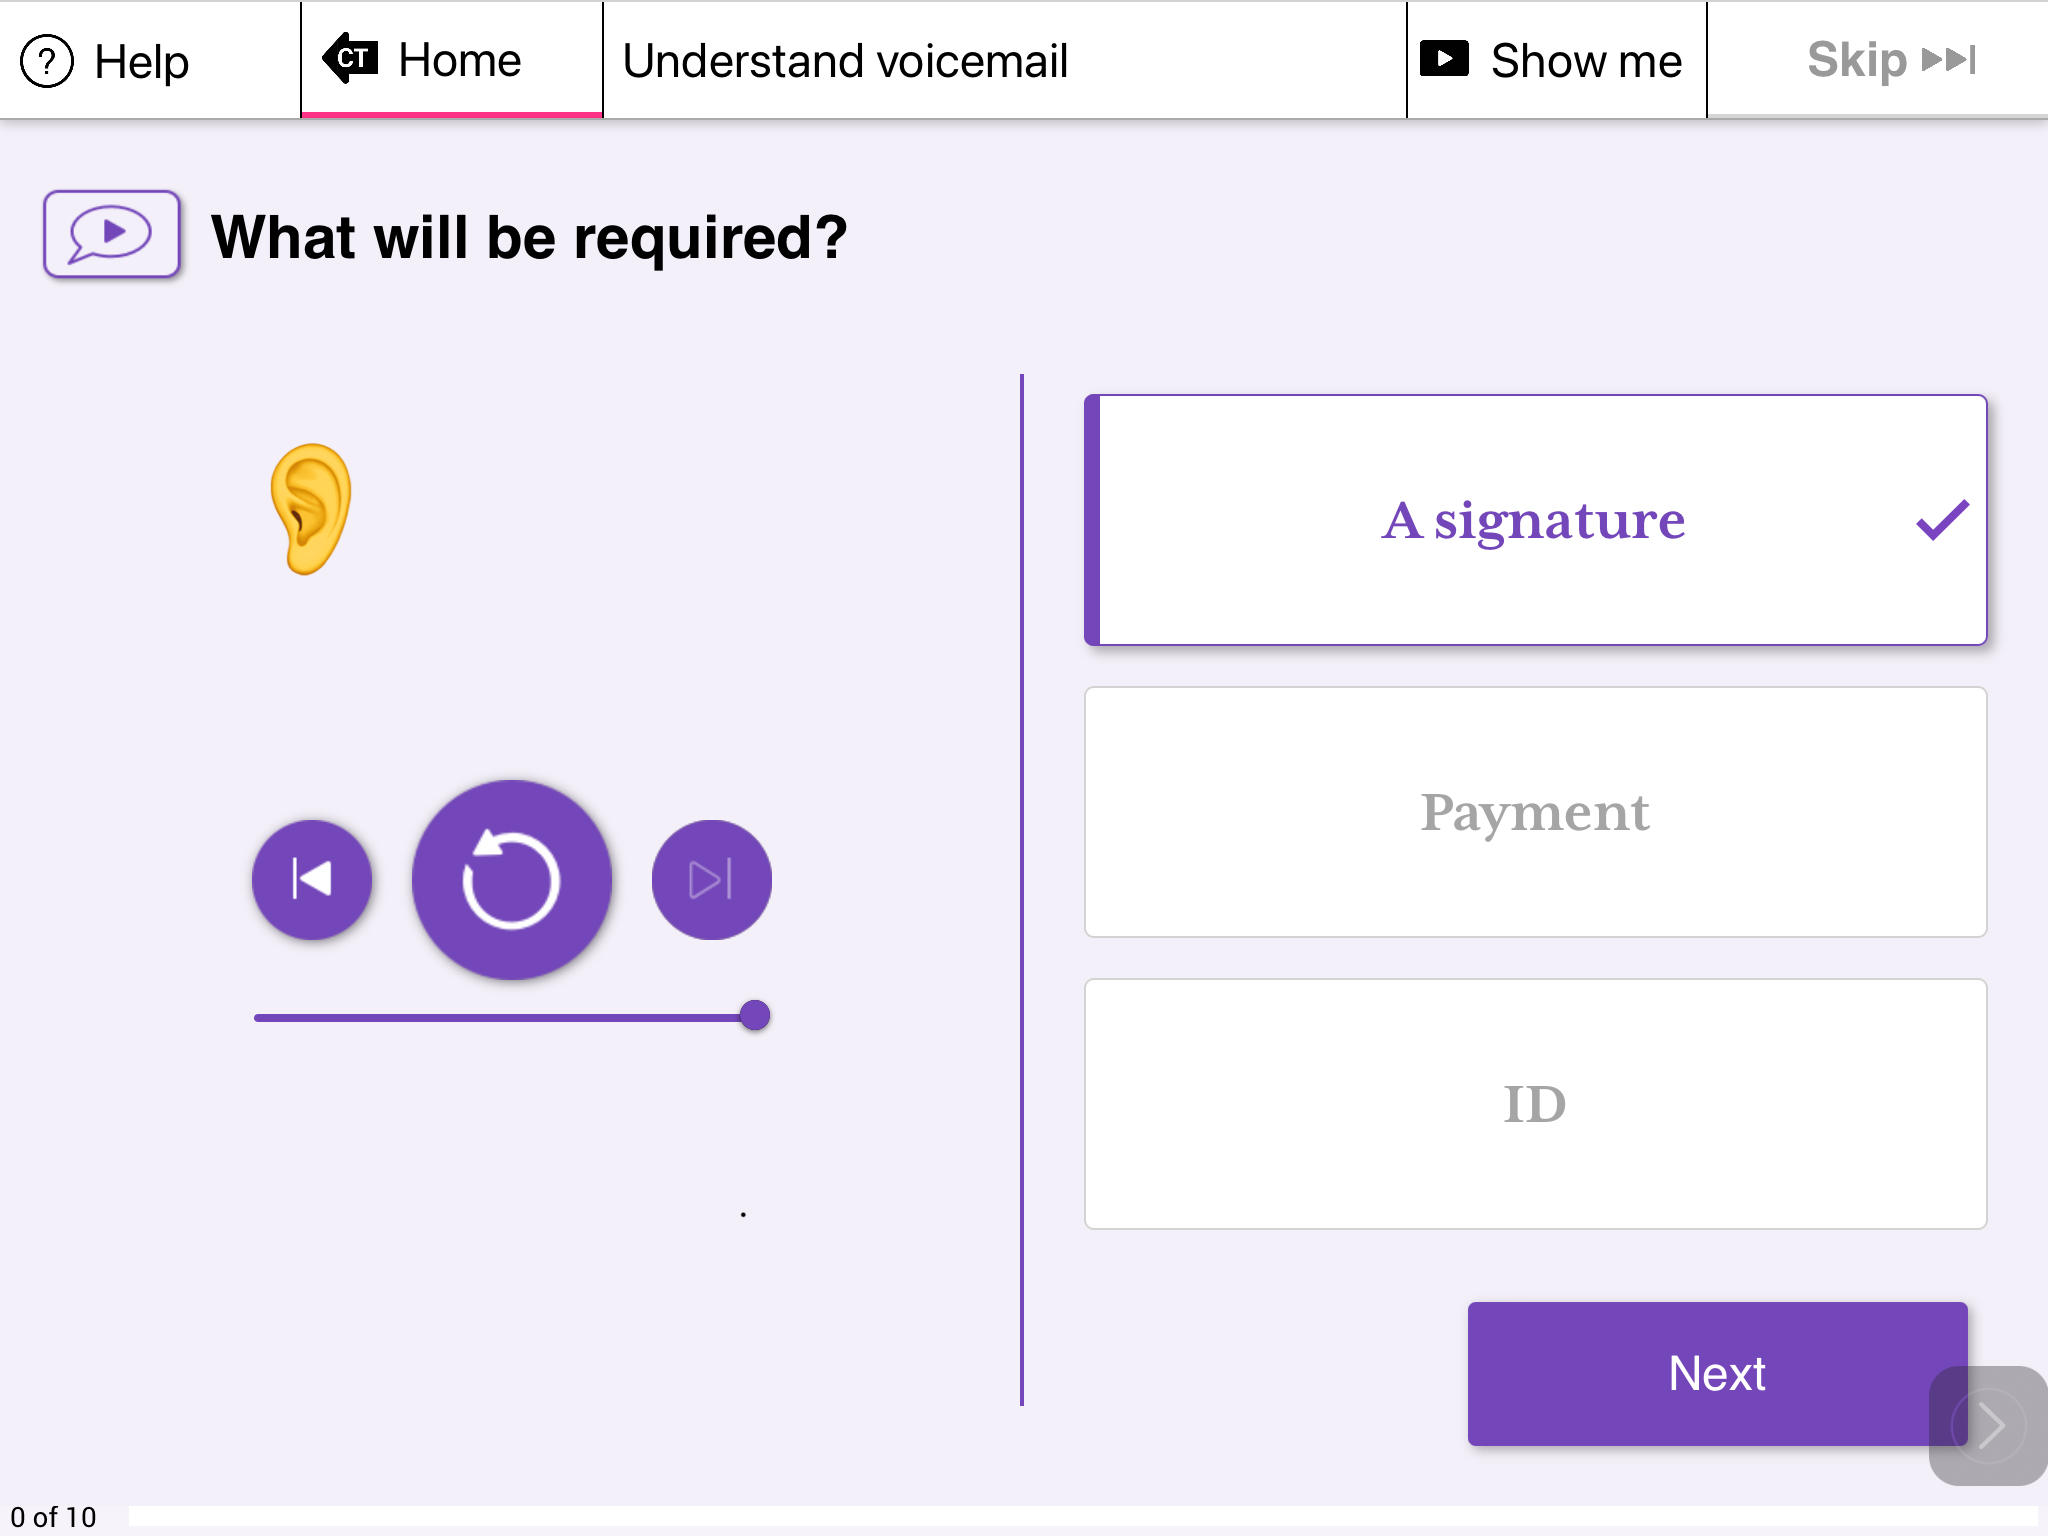 ? Help
CT Home
Understand voicemail
Show me
Skip
What will be required?
A signature
Payment
ID
.
Next
0 of 10